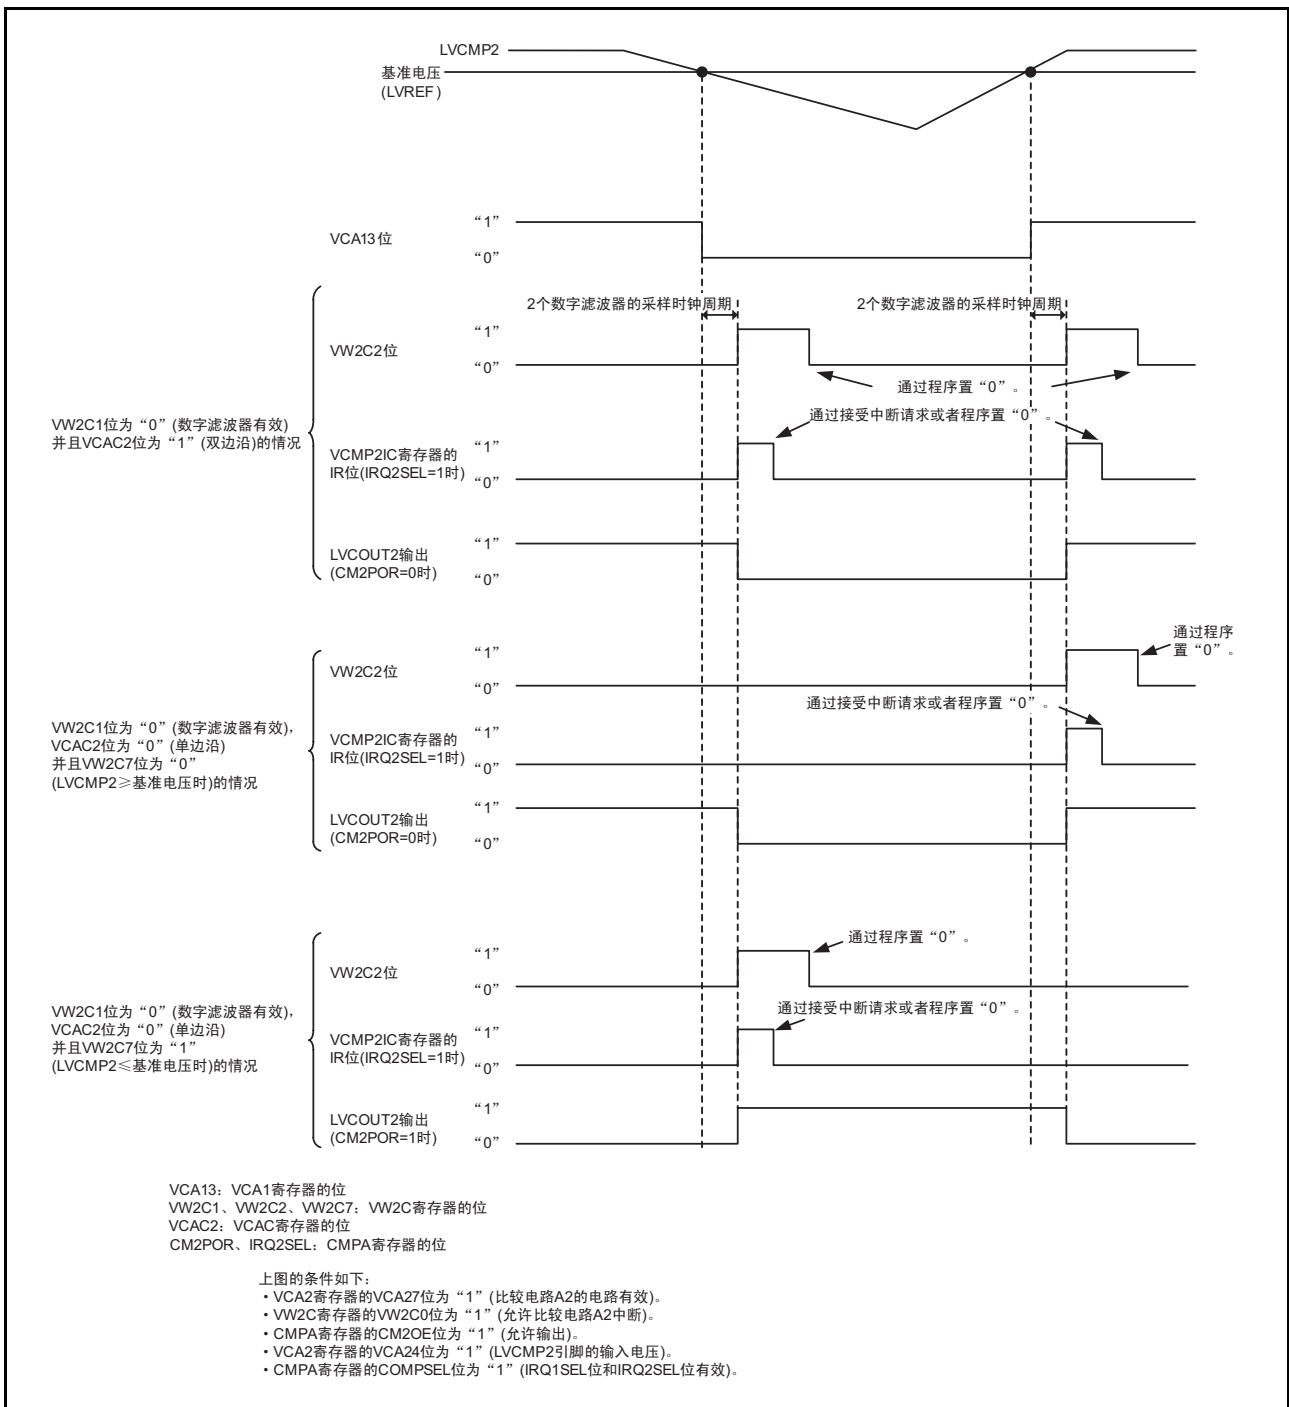 LVCMP2
基准电压
(LVREF)
“1”
VCA13位
“0”
2个数字滤波器的采样时钟周期
2个数字滤波器的采样时钟周期
“1”
VW2C2位
“0”
通过程序置“0”。
通过接受中断请求或者程序置“0”。
VW2C1位为“0”(数字滤波器有效)
并且VCAC2位为“1”(双边沿)的情况
“1”
VCMP2IC寄存器的
IR位(IRQ2SEL=1时)
“0”
“1”
LVCOUT2输出
(CM2POR=0时)
“0”
通过程序
置“0”。
“1”
VW2C2位
“0”
通过接受中断请求或者程序置“0”。
VW2C1位为“0”(数字滤波器有效),
VCAC2位为“0”(单边沿)
并且VW2C7位为“0”
(LVCMP2≥基准电压时)的情况
“1”
VCMP2IC寄存器的
IR位(IRQ2SEL=1时)
“0”
“1”
LVCOUT2输出
(CM2POR=0时)
“0”
通过程序置“0”。
“1”
VW2C2位
“0”
通过接受中断请求或者程序置“0”。
VW2C1位为“0”(数字滤波器有效),
VCAC2位为“0”(单边沿)
并且VW2C7位为“1”
(LVCMP2≤基准电压时)的情况
“1”
VCMP2IC寄存器的
IR位(IRQ2SEL=1时)
“0”
“1”
LVCOUT2输出
(CM2POR=1时)
“0”
VCA13：VCA1寄存器的位
VW2C1、VW2C2、VW2C7：VW2C寄存器的位
VCAC2：VCAC寄存器的位
CM2POR、IRQ2SEL：CMPA寄存器的位
上图的条件如下：
・VCA2寄存器的VCA27位为“1”(比较电路A2的电路有效)。
・VW2C寄存器的VW2C0位为“1”(允许比较电路A2中断)。
・CMPA寄存器的CM2OE位为“1”(允许输出)。
・VCA2寄存器的VCA24位为“1”(LVCMP2引脚的输入电压)。
・CMPA寄存器的COMPSEL位为“1”(IRQ1SEL位和IRQ2SEL位有效)。